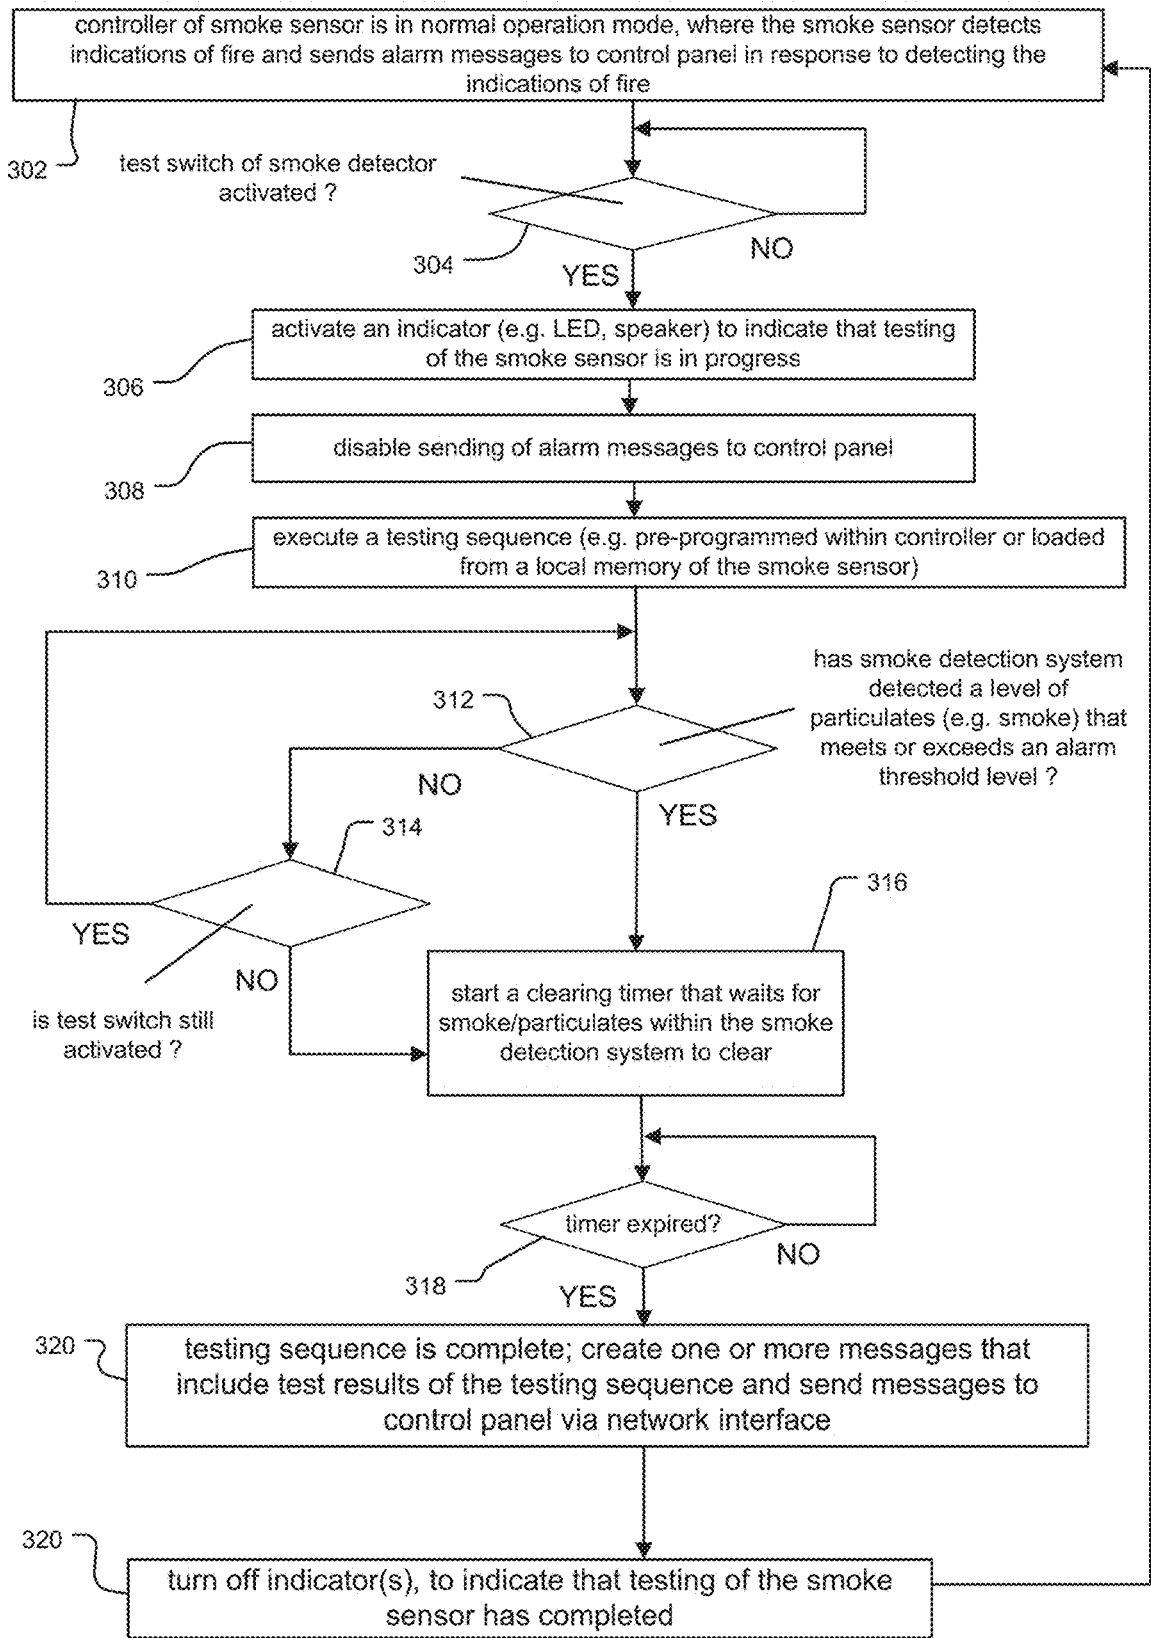 controller of smoke sensor is in normal operation mode, where the smoke sensor detects
indications of fire and sends alarm messages to control panel in response to detecting the
indications of fire
302
test switch of smoke detector
activated ?
304
NO
YES
activate an indicator (e.g. LED, speaker) to indicate that testing
of the smoke sensor is in progress
306
disable sending of alarm messages to control panel
308
execute a testing sequence (e.g. pre-programmed within controller or loaded
from a local memory of the smoke sensor)
310
has smoke detection system
detected a level of
particulates (e.g. smoke) that
meets or exceeds an alarm
threshold level ?
312
NO
YES
314
316
YES
NO
is test switch still
activated ?
start a clearing timer that waits for
smoke/particulates within the smoke
detection system to clear
timer expired?
NO
318
YES
320
testing sequence is complete; create one or more messages that
include test results of the testing sequence and send messages to
control panel via network interface
320
turn off indicator(s), to indicate that testing of the smoke
sensor has completed